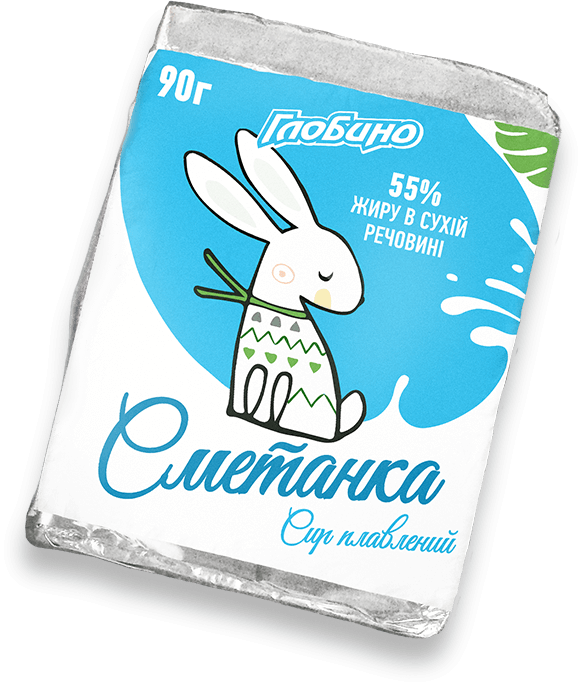 90г
Глобино
55%
ЖИРУ В СУХІЙ
РЕЧОВИНІ
Сметанка
Сир плавлений